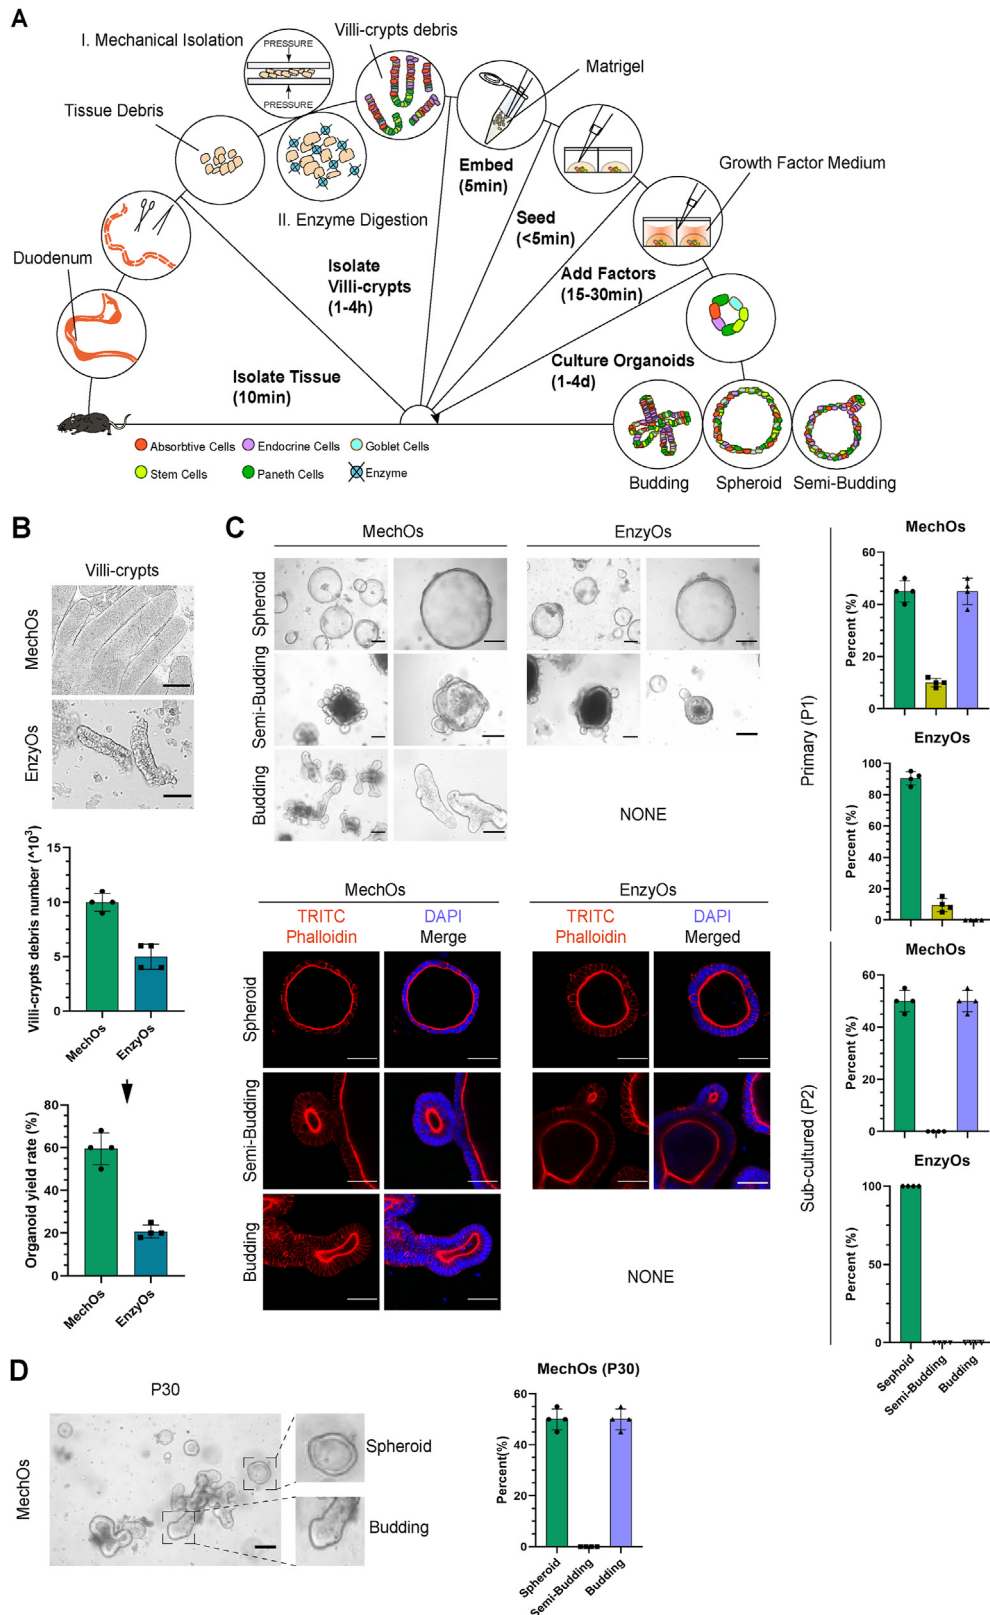 A
I. Mechanical Isolation
PRESSURE
PRESSURE
Villi-crypts debris
Matrigel
Tissue Debris
Embed
(5min)
Growth Factor Medium
II. Enzyme Digestion
Seed
(<5min)
Duodenum
Isolate
Villi-crypts
(1-4h)
Add Factors
(15-30min)
Isolate Tissue
(10min)
Culture Organoids
(1-4d)
Absorbtive Cells
Endocrine Cells
Goblet Cells
Stem Cells
Paneth Cells
Enzyme
Budding
Spheroid
Semi-Budding
B
Villi-crypts
MechOs
EnzyOs
Villi-crypts debris number (^10³)
15
10
5
0
MechOs
EnzyOs
Organoid yield rate (%)
80
60
40
20
0
MechOs
EnzyOs
C
MechOs
EnzyOs
Spheroid
Semi-Budding
Budding
NONE
MechOs
EnzyOs
TRITC
Phalloidin
DAPI
Merge
TRITC
Phalloidin
DAPI
Merged
Spheroid
Semi-Budding
Budding
NONE
Primary (P1)
MechOs
Percent (%)
60
40
20
0
EnzyOs
Percent (%)
100
80
60
40
20
0
Sub-cultured (P2)
MechOs
Percent (%)
60
40
20
0
EnzyOs
Percent (%)
100
50
0
Sephoid
Semi-Budding
Budding
D
P30
MechOs
Spheroid
Budding
MechOs (P30)
Percent(%)
60
40
20
0
Spheroid
Semi-Budding
Budding